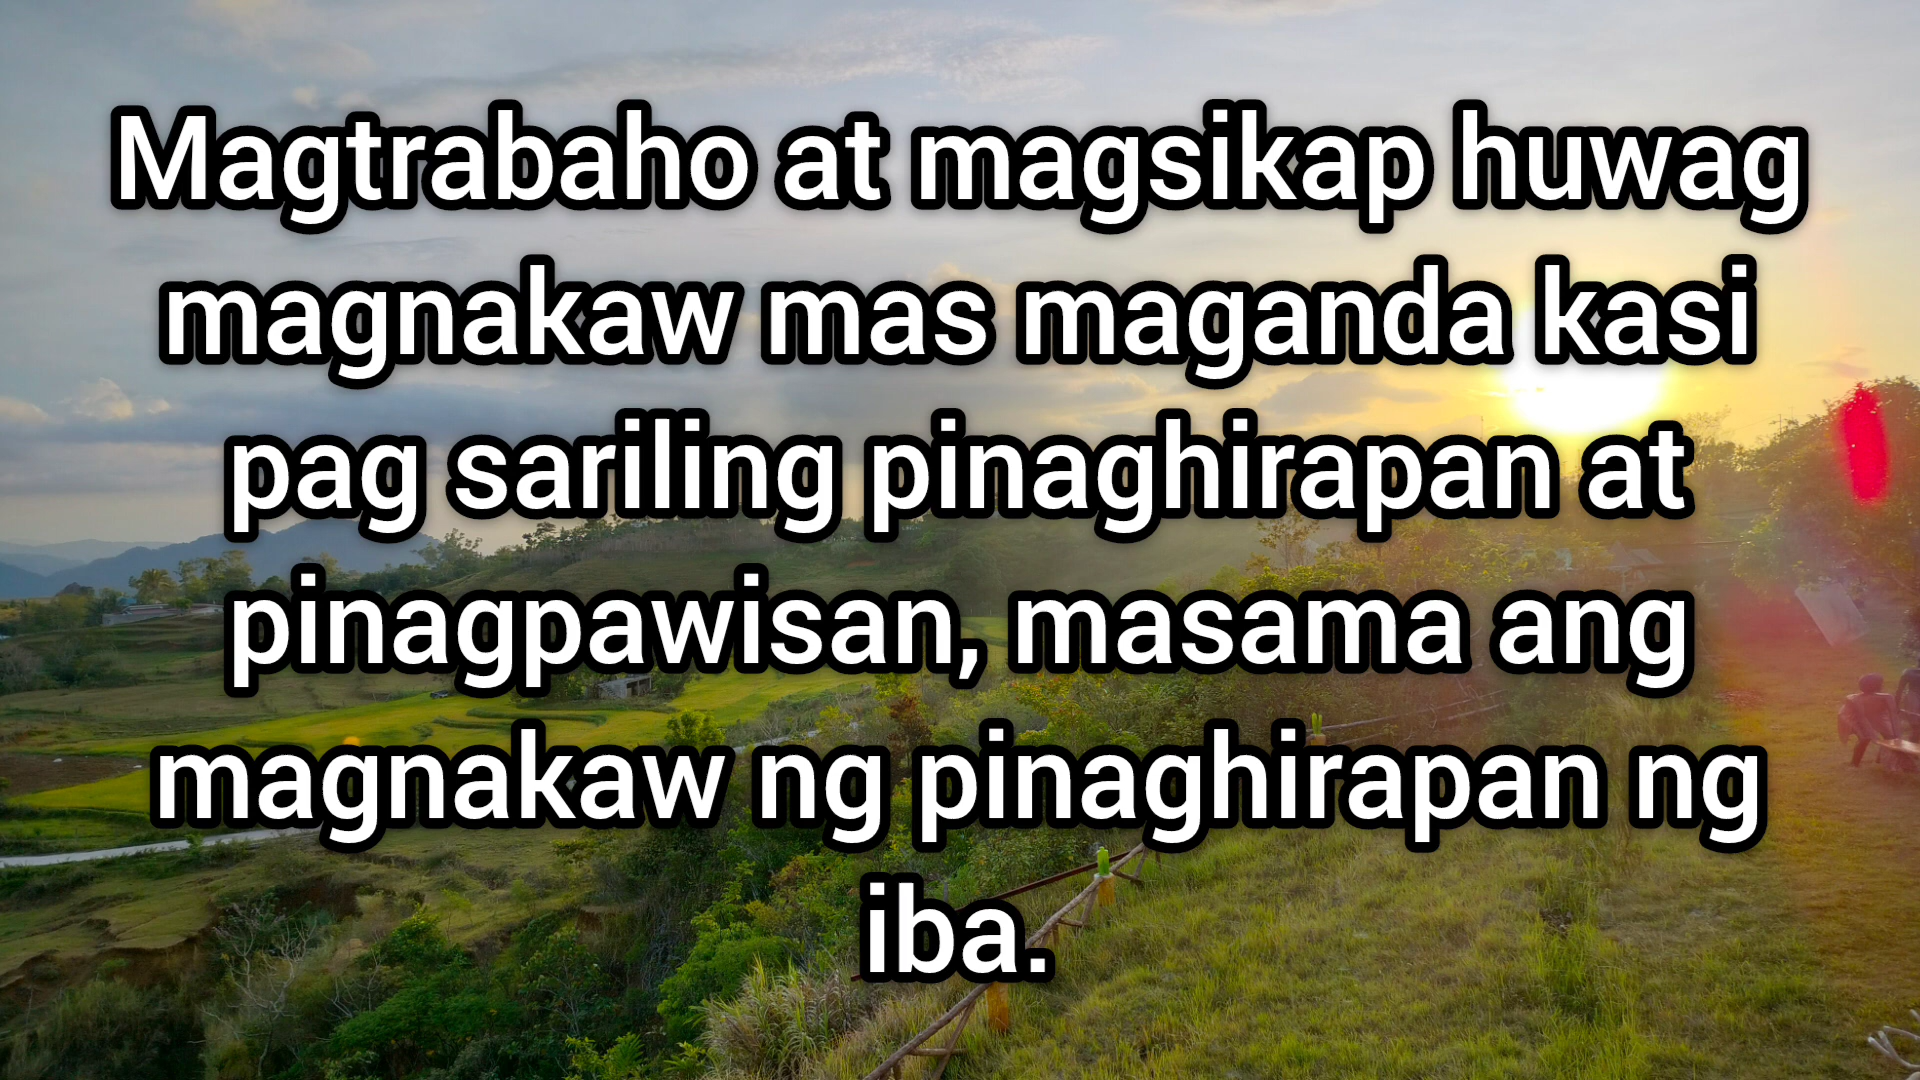 Magtrabaho at magsikap huwag
magnakaw mas maganda kasi
pag sariling pinaghirapan at
pinagpawisan, masama ang
magnakaw ng pinaghirapan ng
iba.